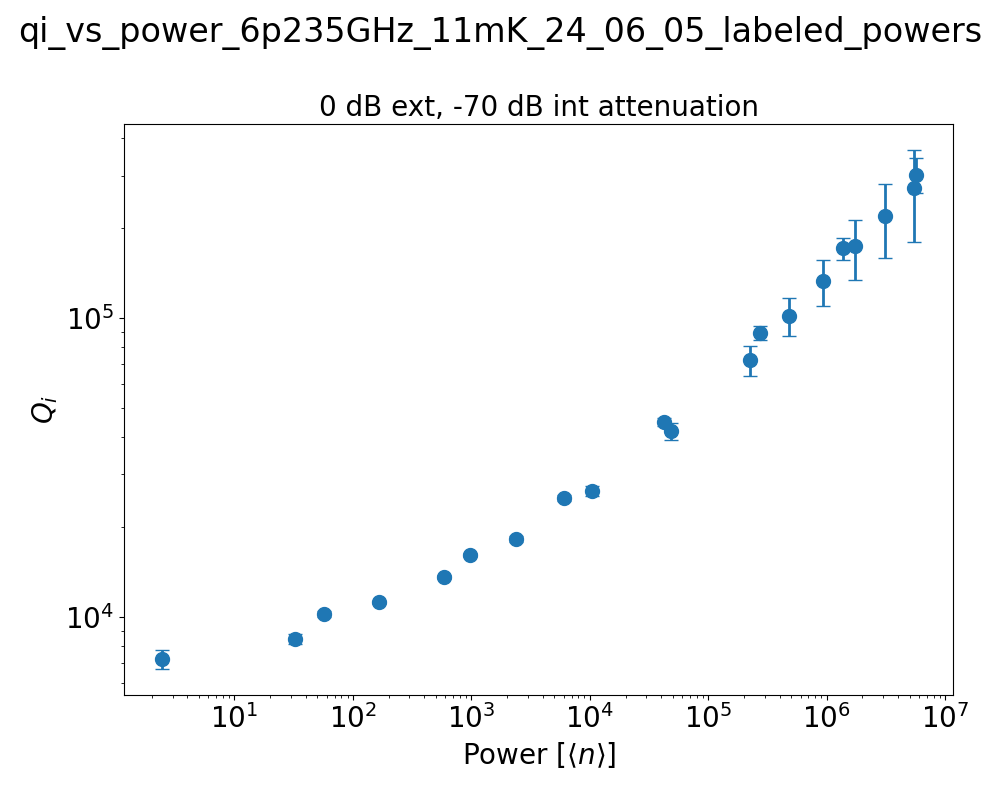 qi_vs_power_6p235GHz_11mK_24_06_05_labeled_powers
0 dB ext, -70 dB int attenuation
10⁵
10⁴
Qᵢ
10¹ 10² 10³ 10⁴ 10⁵ 10⁶ 10⁷
Power [⟨n⟩]